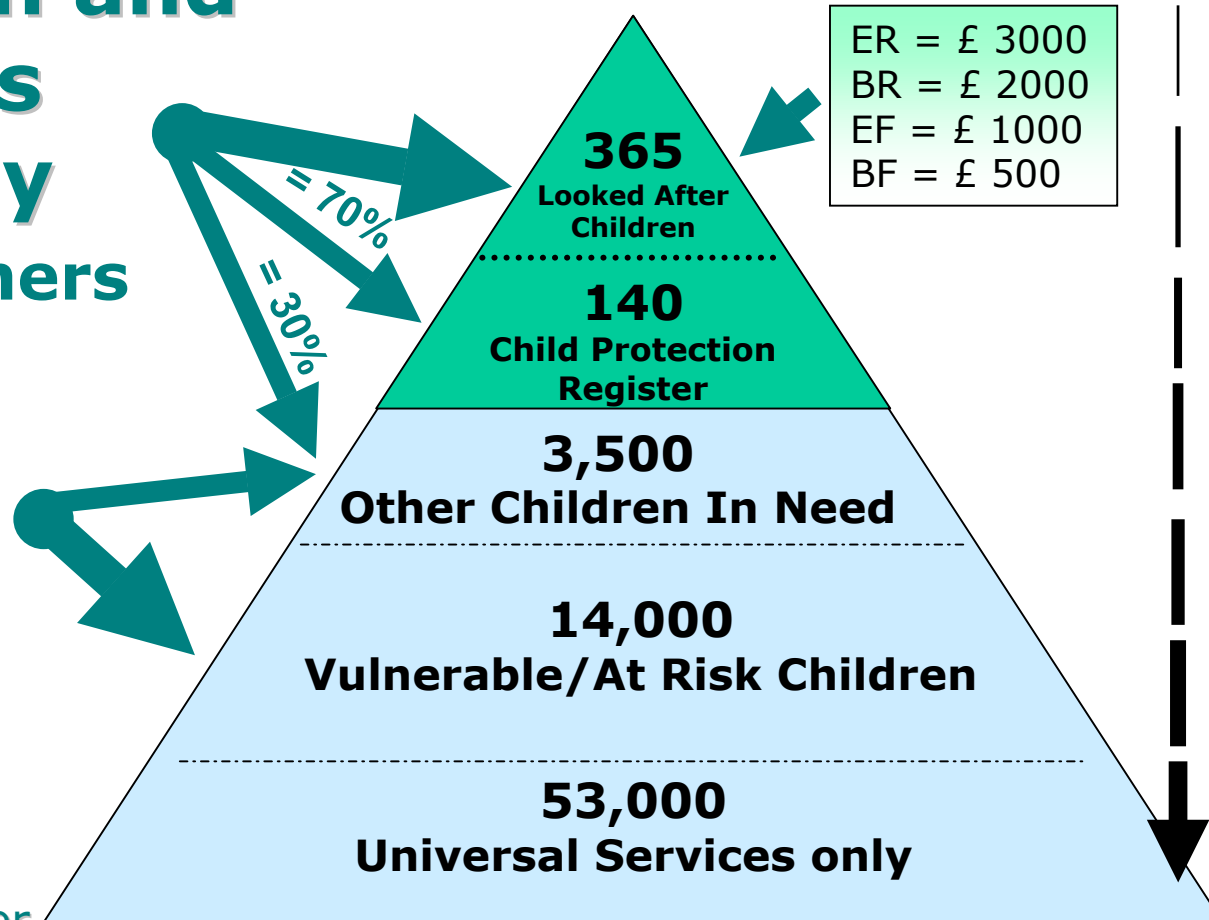 and
s
y
ners
ER = £ 3000
BR = £ 2000
EF = £ 1000
BF = £ 500
= 70%
= 30%
365
Looked After
Children
140
Child Protection
Register
3,500
Other Children In Need
14,000
Vulnerable/At Risk Children
53,000
Universal Services only